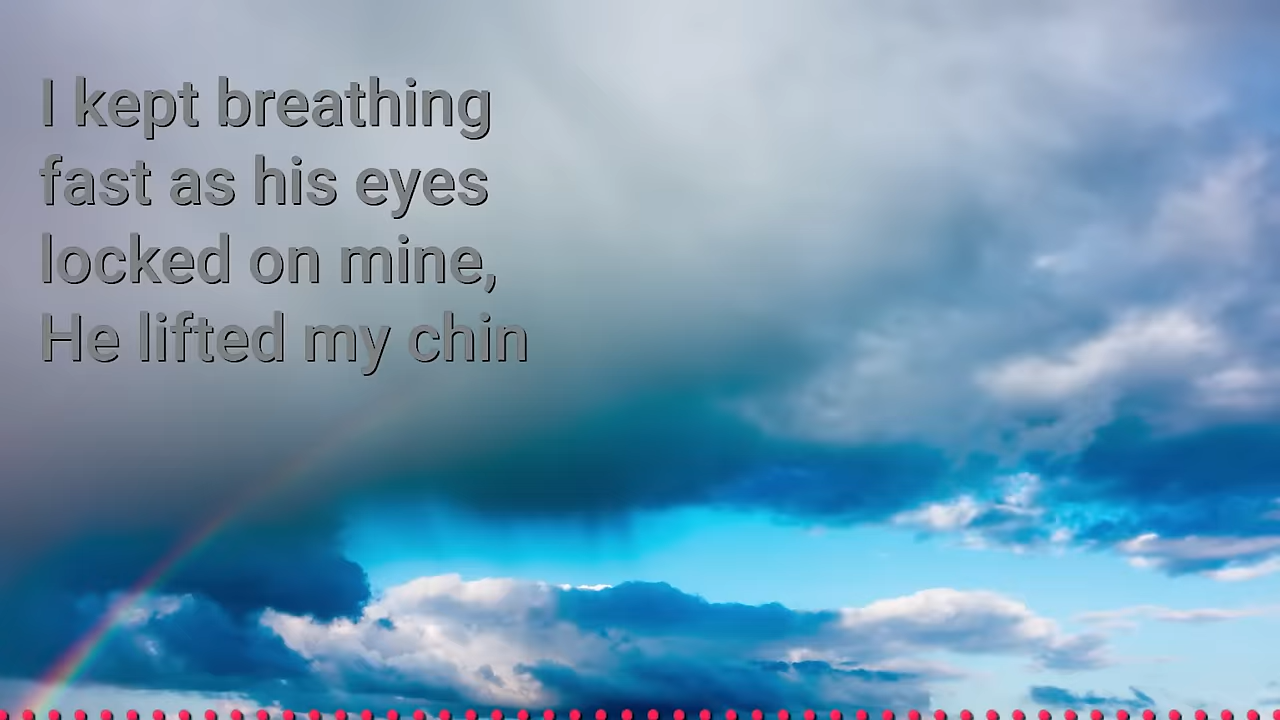 I kept breathing
fast as his eyes
locked on mine,
He lifted my chin